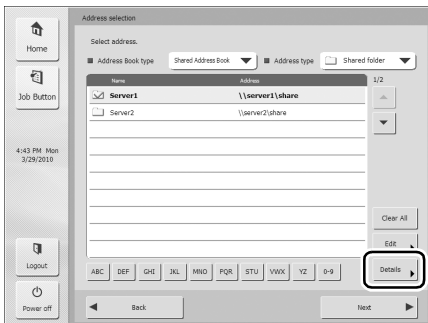 Address selection
Home
Select address.
Address Book type
Shared Address Book
Address type
Shared folder
Name
Address
1/2
Job Button
Server1
\\server1\share
Server2
\\server2\share
4:43 PM Mon
3/29/2010
Clear All
Edit
Logout
ABC DEF GHI JKL MNO PQR STU VWX YZ 0-9
Details
Power off
Back
Next